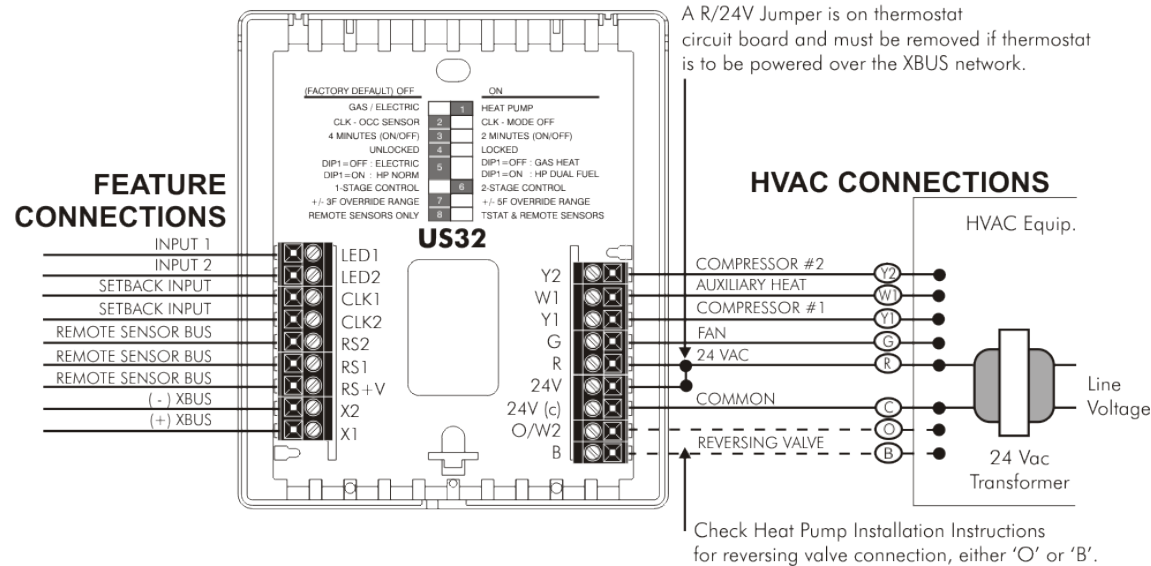 A R/24V Jumper is on thermostat
circuit board and must be removed if thermostat
is to be powered over the XBUS network.
(FACTORY DEFAULT) OFF ON
GAS / ELECTRIC 1 HEAT PUMP
CLK - OCC SENSOR 2 CLK - MODE OFF
4 MINUTES (ON/OFF) 3 2 MINUTES (ON/OFF)
UNLOCKED 4 LOCKED
DIP1=OFF : ELECTRIC 5 DIP1=OFF : GAS HEAT
DIP1=ON : HP NORM DIP1=ON : HP DUAL FUEL
1-STAGE CONTROL 6 2-STAGE CONTROL
+/- 3F OVERRIDE RANGE 7 +/- 5F OVERRIDE RANGE
REMOTE SENSORS ONLY 8 TSTAT & REMOTE SENSORS
US32
FEATURE
CONNECTIONS
INPUT 1 LED1
INPUT 2 LED2
SETBACK INPUT CLK1
SETBACK INPUT CLK2
REMOTE SENSOR BUS RS2
REMOTE SENSOR BUS RS1
REMOTE SENSOR BUS RS+V
( - ) XBUS X2
(+) XBUS X1
HVAC CONNECTIONS
HVAC Equip.
Y2 COMPRESSOR #2 Y2
W1 AUXILIARY HEAT W1
Y1 COMPRESSOR #1 Y1
G FAN G
R 24 VAC R
24V
24V (c) COMMON C
O/W2 O
B REVERSING VALVE B
Line
Voltage
24 Vac
Transformer
Check Heat Pump Installation Instructions
for reversing valve connection, either ‘O’ or ‘B’.